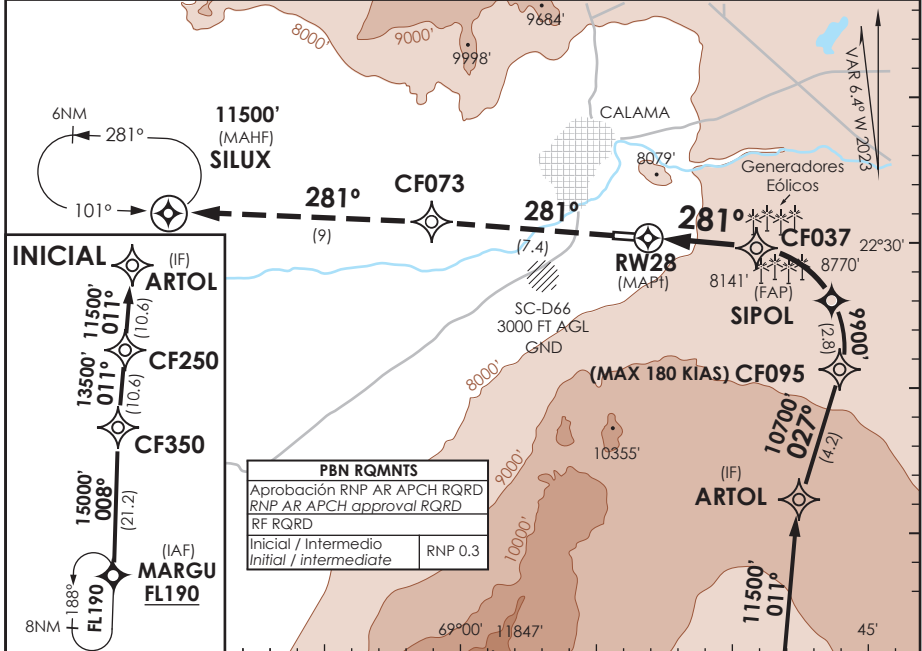 9684'
8000'
9000'
9998'
VAR 6.4° W 2023
6NM
281°
11500'
(MAHF)
SILUX
101°
CALAMA
8079'
Generadores
Eólicos
281°
(9)
CF073
281°
(7.4)
281°
RW28
(MAPt)
CF037
22°30'
8141'
8770'
(FAP)
SIPOL
9900'
(2.8)
SC-D66
3000 FT AGL
GND
8000'
(MAX 180 KIAS) CF095
10700'
027°
(4.2)
9000'
10355'
(IF)
ARTOL
10000'
11500'
011°
69°00'
11847'
45'
INICIAL
(IF)
ARTOL
11500'
011°
(10.6)
CF250
13500'
011°
(10.6)
CF350
15000'
008°
(21.2)
(IAF)
MARGU
FL190
188°
FL190
8NM
PBN RQMNTS
Aprobación RNP AR APCH RQRD
RNP AR APCH approval RQRD
RF RQRD
Inicial / Intermedio
Initial / intermediate
RNP 0.3